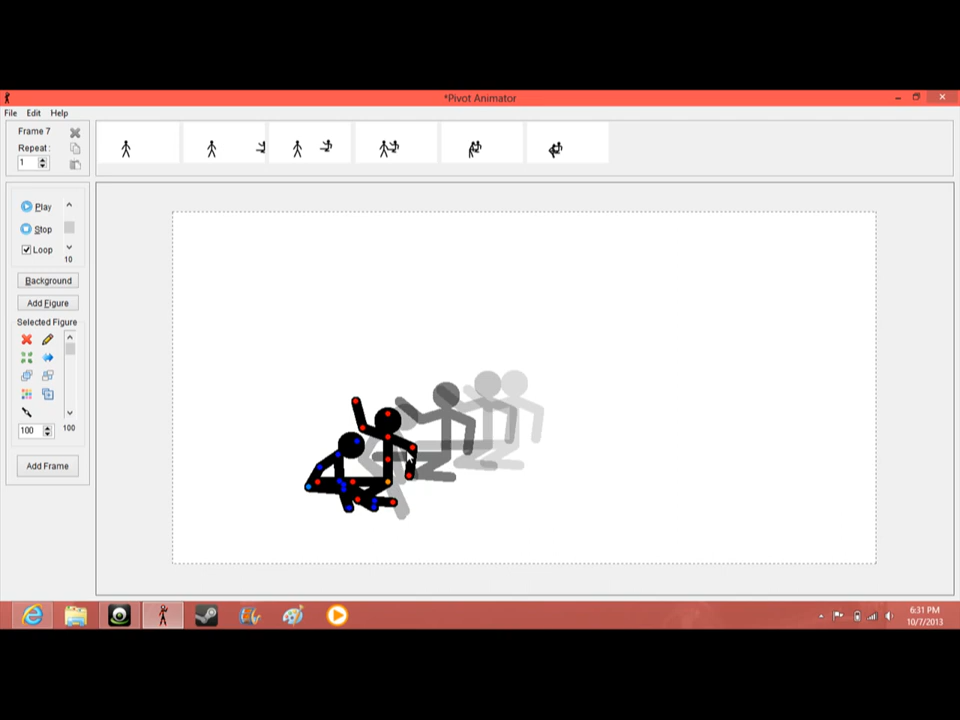 *Pivot Animator
File Edit Help
Frame 7
Repeat:
1
Play
Stop
Loop
10
Background
Add Figure
Selected Figure
100
100
Add Frame
6:31 PM
10/7/2013